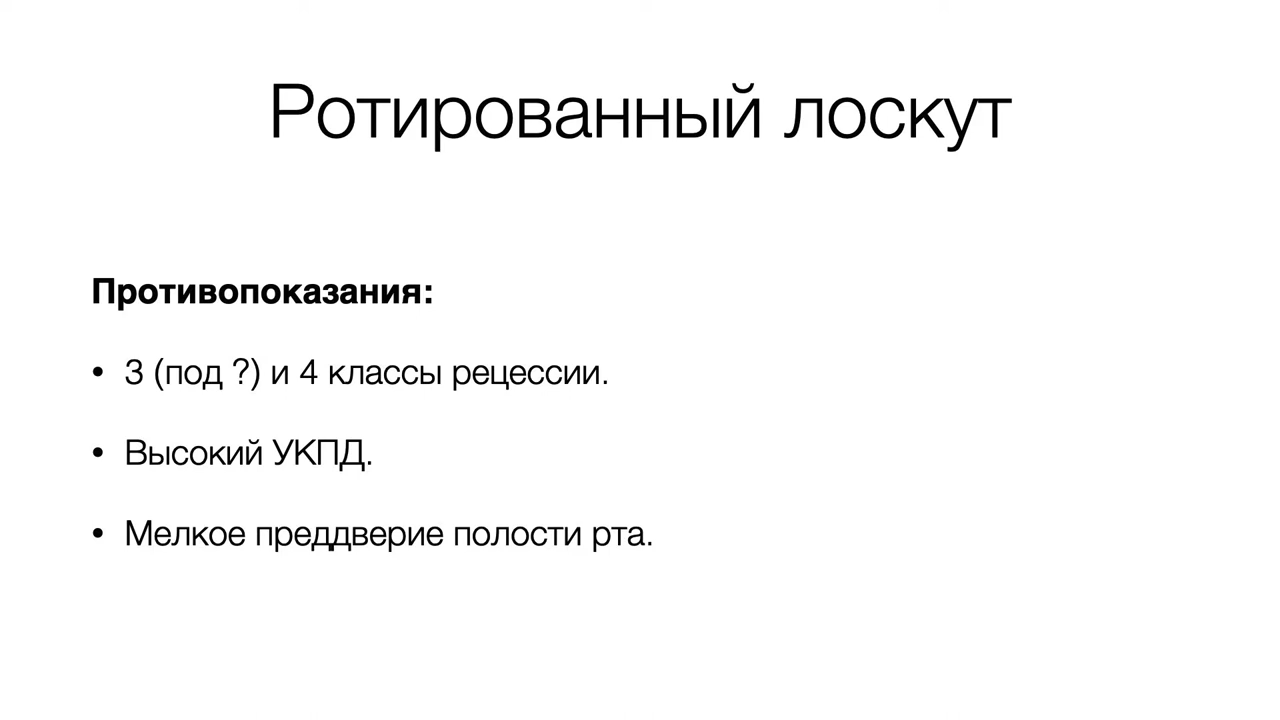 Ротированный лоскут
Противопоказания:
• 3 (под ?) и 4 классы рецессии.
• Высокий УКПД.
• Мелкое преддверие полости рта.